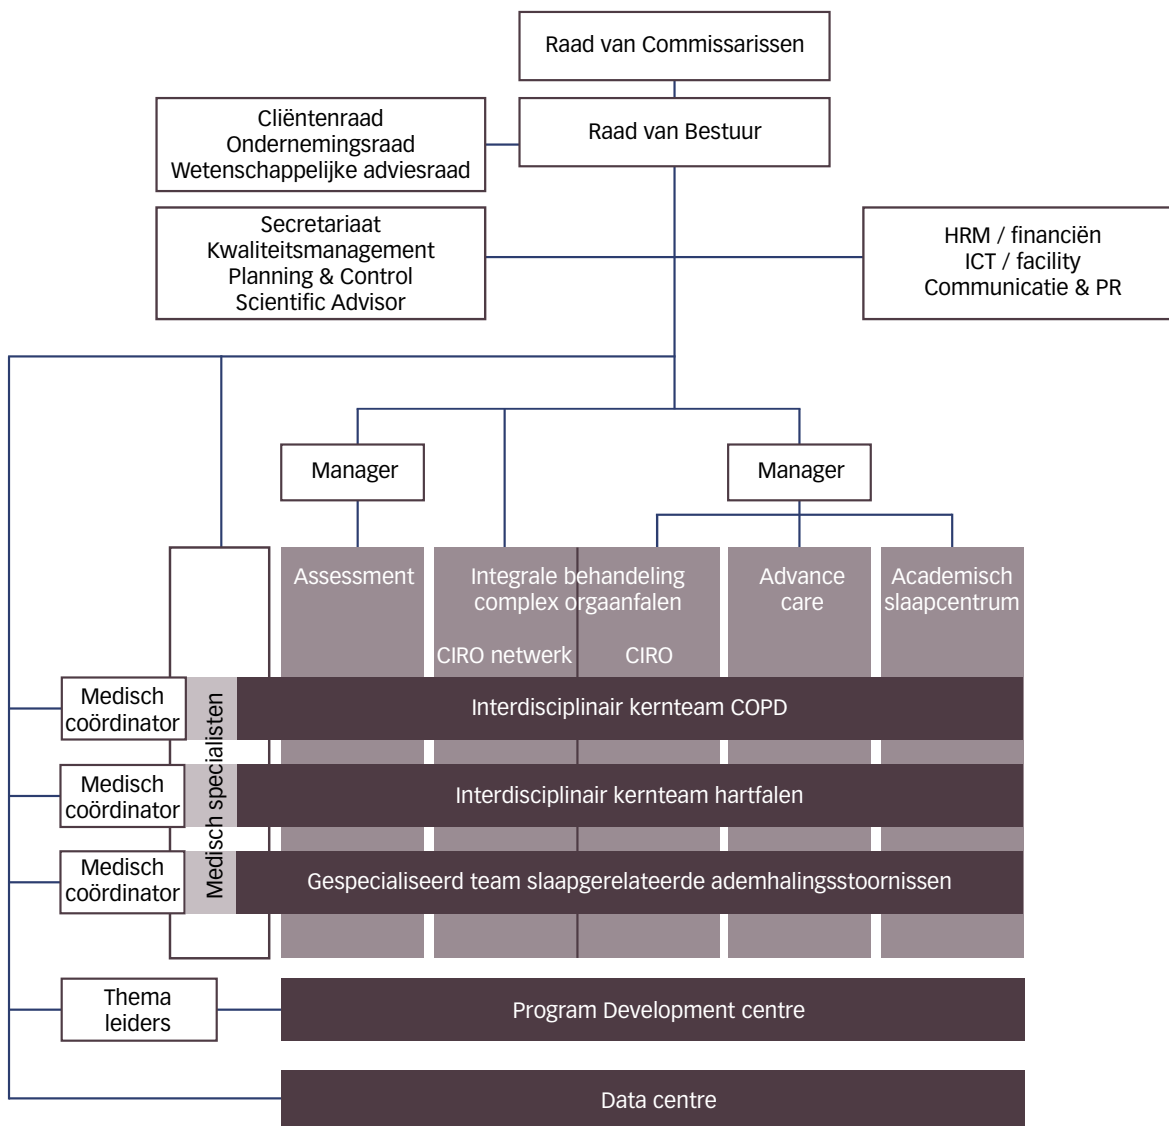 Raad van Commissarissen
Cliëntenraad
Ondernemingsraad
Wetenschappelijke adviesraad
Raad van Bestuur
Secretariaat
Kwaliteitsmanagement
Planning & Control
Scientific Advisor
HRM / financiën
ICT / facility
Communicatie & PR
Manager
Manager
Assessment
Integrale behandeling
complex orgaanfalen
CIRO netwerk
CIRO
Advance
care
Academisch
slaapcentrum
Medisch
coördinator
Medisch specialisten
Interdisciplinair kernteam COPD
Medisch
coördinator
Interdisciplinair kernteam hartfalen
Medisch
coördinator
Gespecialiseerd team slaapgerelateerde ademhalingsstoornissen
Thema
leiders
Program Development centre
Data centre